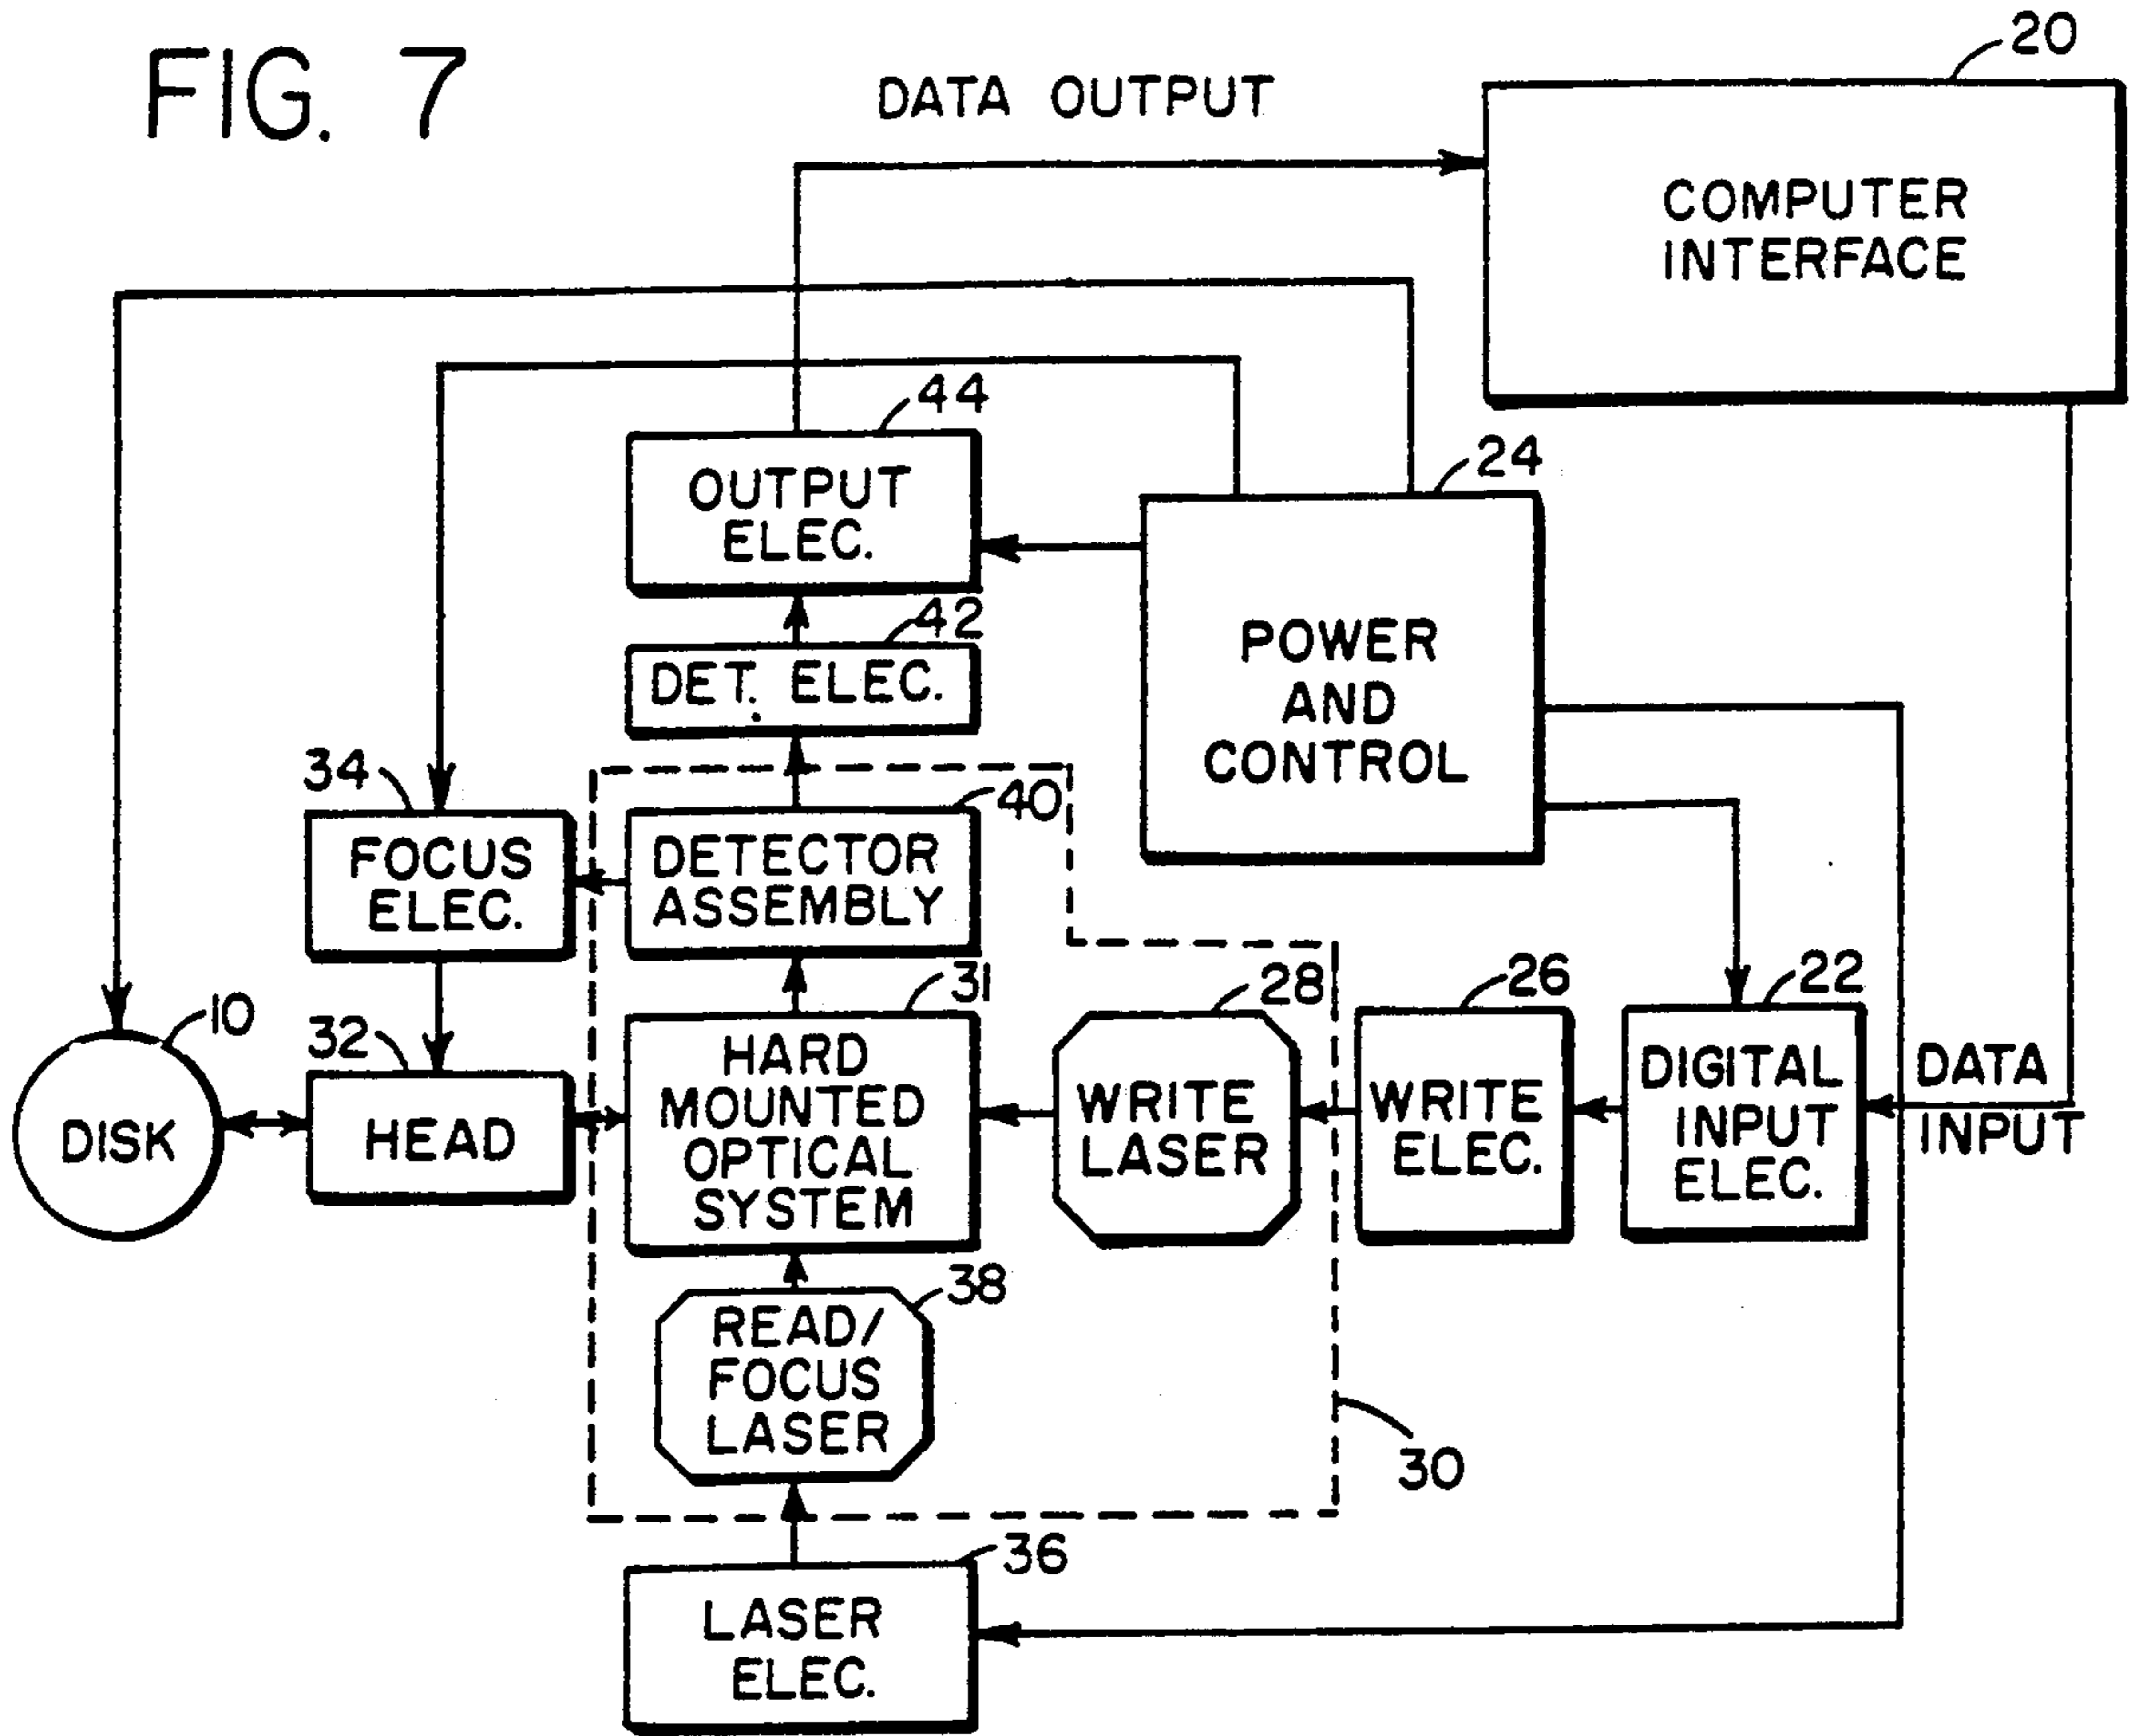 FIG. 7
DATA OUTPUT
20
COMPUTER
INTERFACE
44
OUTPUT
ELEC.
24
POWER
AND
CONTROL
42
DET. ELEC.
34
FOCUS
ELEC.
40
DETECTOR
ASSEMBLY
10
DISK
32
HEAD
31
HARD
MOUNTED
OPTICAL
SYSTEM
28
WRITE
LASER
26
WRITE
ELEC.
22
DIGITAL
INPUT
ELEC.
DATA
INPUT
38
READ/
FOCUS
LASER
30
36
LASER
ELEC.